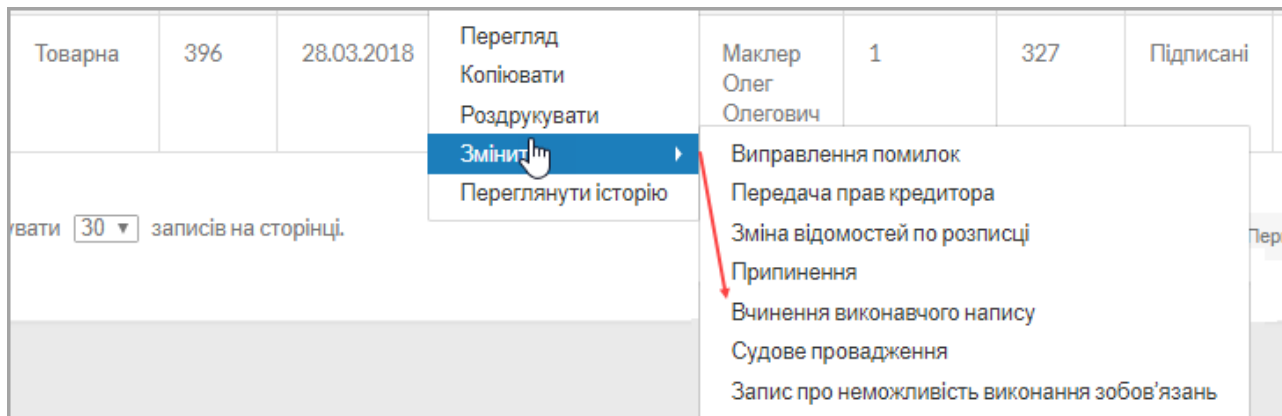 Товарна
396
28.03.2018
Перегляд
Копіювати
Роздрукувати
Змінит
Переглянути історію
Маклер
Олег
Олегович
1
327
Підписані
Виправлення помилок
Передача прав кредитора
Зміна відомостей по розписці
Припинення
Вчинення виконавчого напису
Судове провадження
Запис про неможливість виконання зобов'язань
30 записів на сторінці.